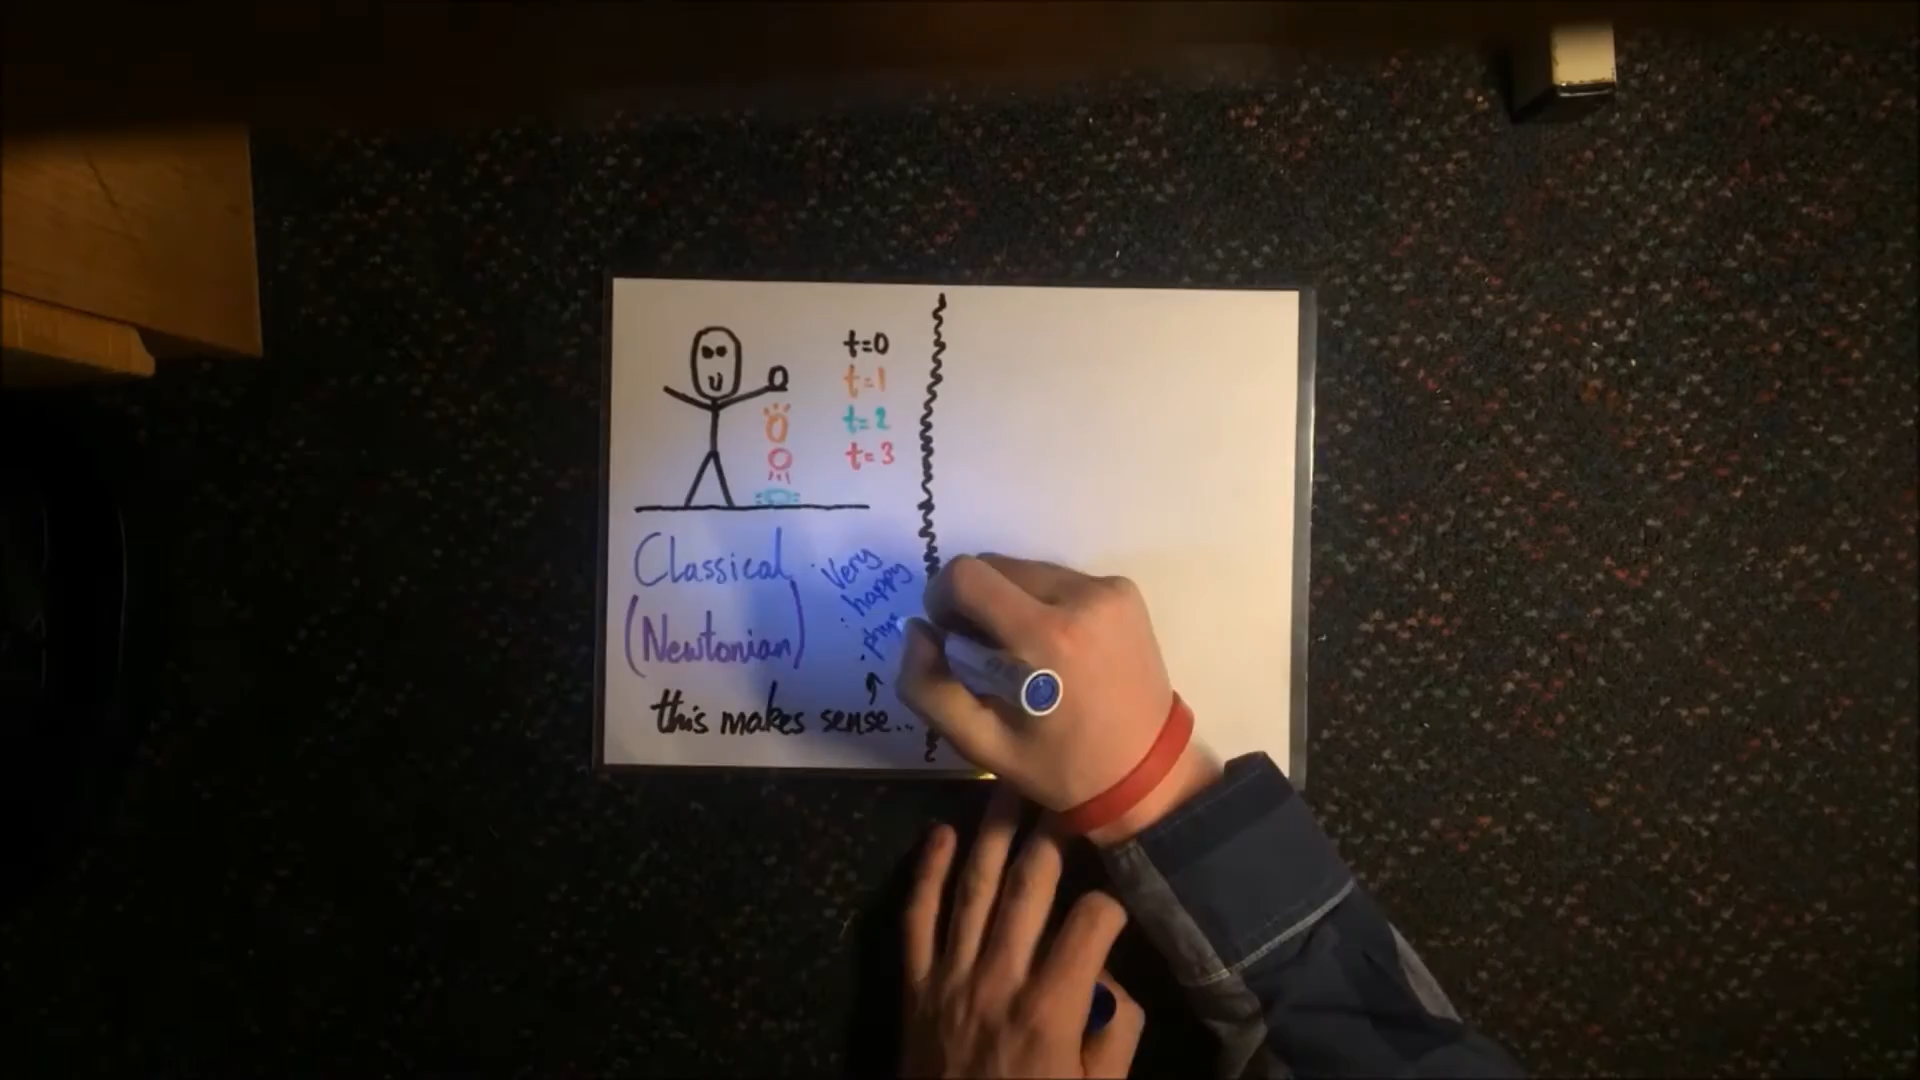 t=0
t=1
t=2
t=3
Classical
(Newtonian)
Very
happy
this makes sense...